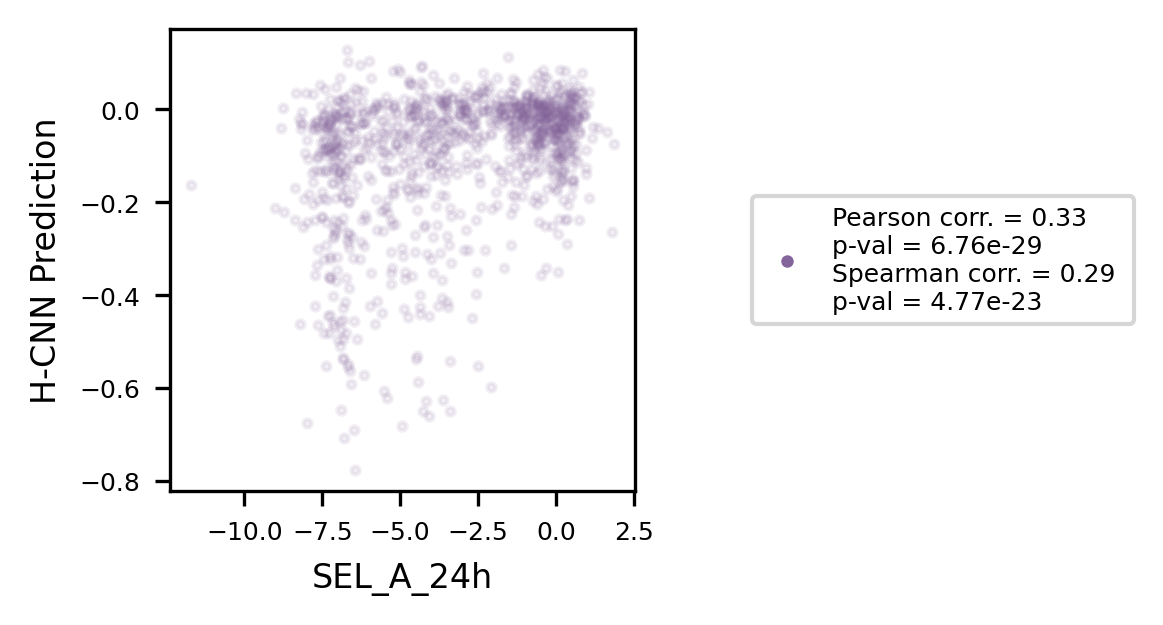 H-CNN Prediction
0.0
−0.2
−0.4
−0.6
−0.8
−10.0 −7.5 −5.0 −2.5 0.0 2.5
SEL_A_24h
Pearson corr. = 0.33
p-val = 6.76e-29
Spearman corr. = 0.29
p-val = 4.77e-23